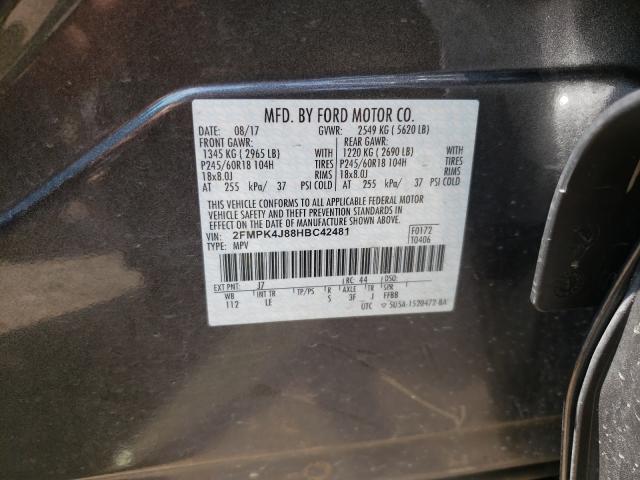 MFD. BY FORD MOTOR CO.
DATE: 08/17 GVWR: 2549 KG ( 5620 LB)
FRONT GAWR: REAR GAWR:
1345 KG ( 2965 LB) WITH 1220 KG ( 2690 LB) WITH
P245/60R18 104H TIRES P245/60R18 104H TIRES
18x8.0J RIMS 18x8.0J RIMS
AT 255 kPa/ 37 PSI COLD AT 255 kPa/ 37 PSI COLD
THIS VEHICLE CONFORMS TO ALL APPLICABLE FEDERAL MOTOR
VEHICLE SAFETY AND THEFT PREVENTION STANDARDS IN
EFFECT ON THE DATE OF MANUFACTURE SHOWN ABOVE.
VIN: 2FMPK4J88HBC42481 F0172
TYPE: MPV T0406
EXT PNT: J7 RC: 44 DSO:
WB INT TR TP/PS R AXLE TR SPR
112 LE S 3F J FFBB
UTC 5U5A-1520472-BA